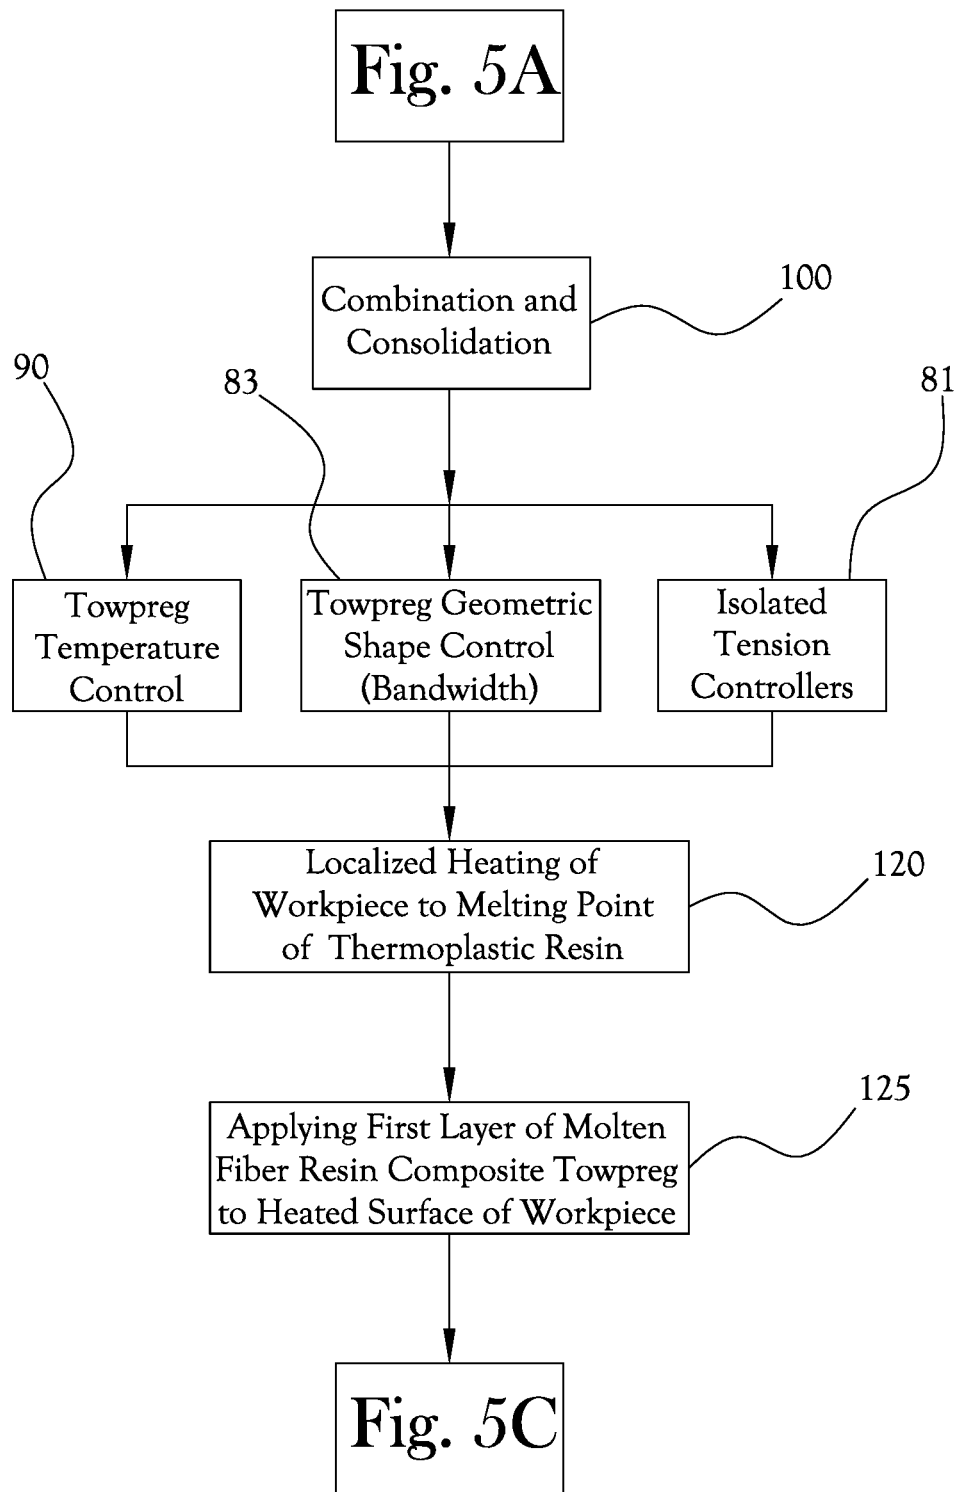 Fig. 5A
100
Combination and
Consolidation
90
83
81
Towpreg
Temperature
Control
Towpreg Geometric
Shape Control
(Bandwidth)
Isolated
Tension
Controllers
120
Localized Heating of
Workpiece to Melting Point
of Thermoplastic Resin
125
Applying First Layer of Molten
Fiber Resin Composite Towpreg
to Heated Surface of Workpiece
Fig. 5C